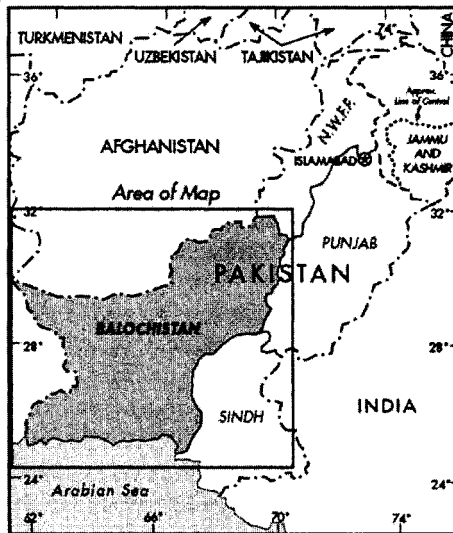 74°
TURKMENISTAN
UZBEKISTAN
TAJIKISTAN
CHINA
36°
36°
Approx.
Line of Control
N.W.F.P.
AFGHANISTAN
ISLAMABAD
JAMMU
AND
KASHMIR
Area of Map
32°
32°
PUNJAB
PAKISTAN
BALOCHISTAN
28°
28°
SINDH
INDIA
24°
24°
Arabian Sea
62°
66°
70°
74°